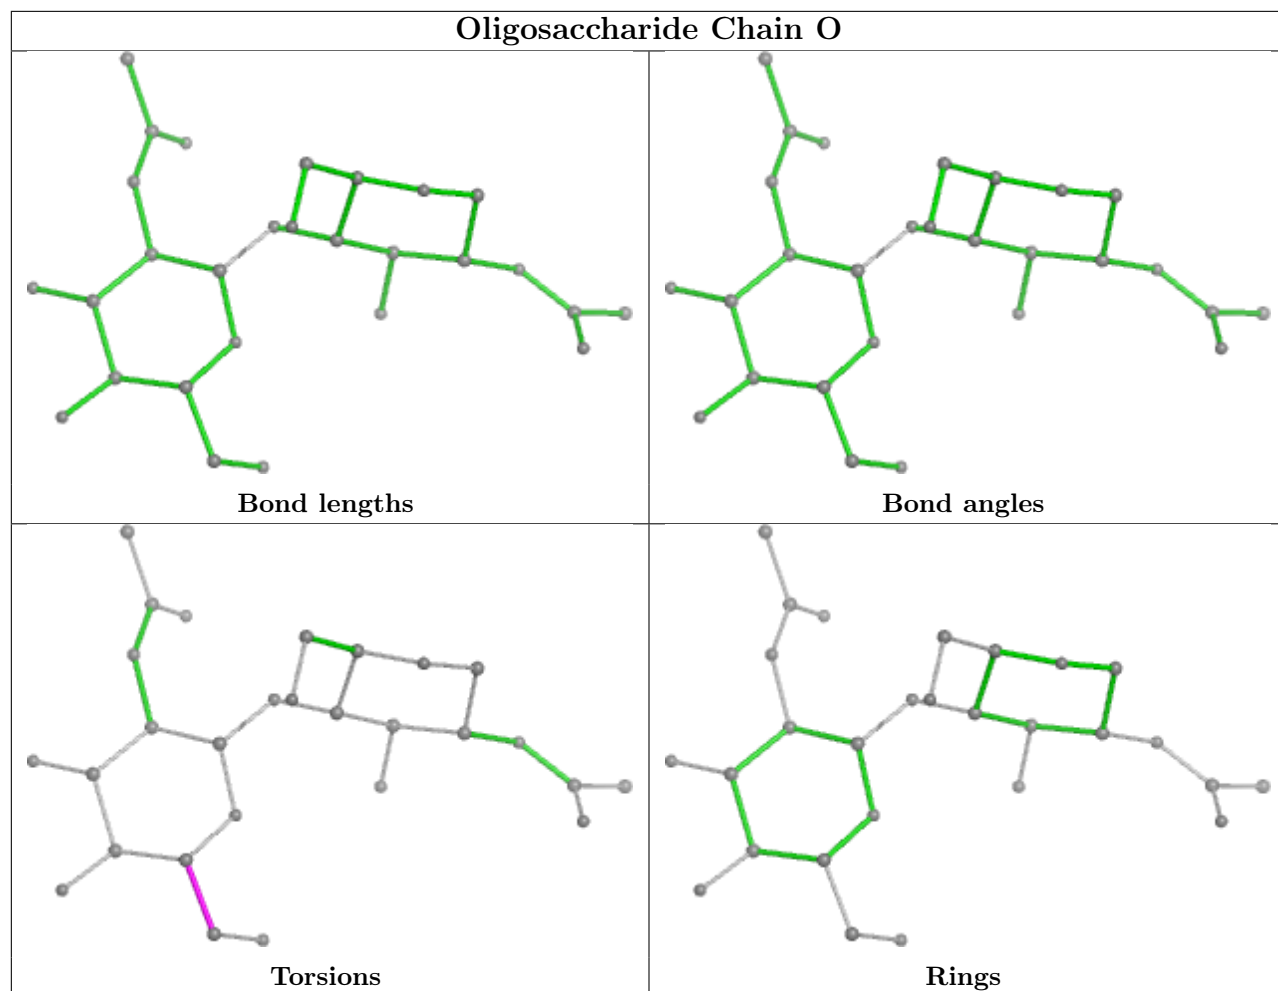 Oligosaccharide Chain O
Bond lengths
Bond angles
Torsions
Rings